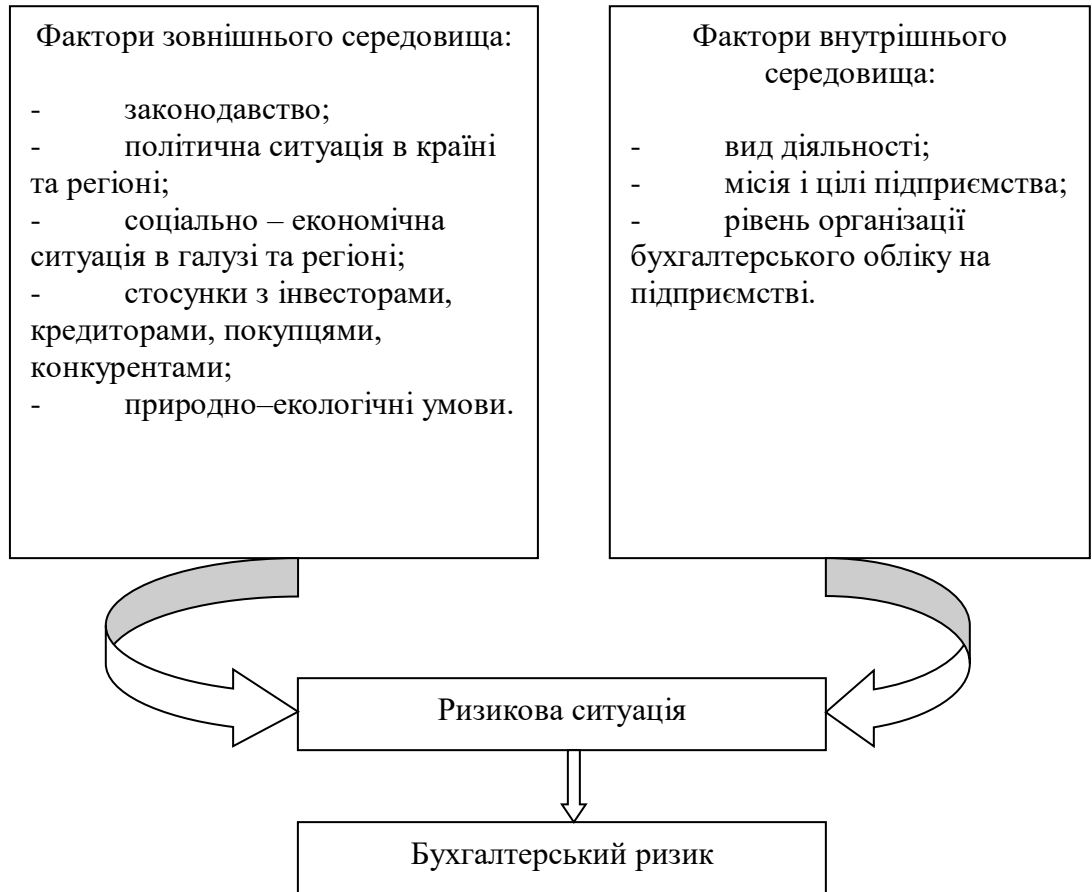 Фактори зовнішнього середовища:
- законодавство;
- політична ситуація в країні
та регіоні;
- соціально – економічна
ситуація в галузі та регіоні;
- стосунки з інвесторами,
кредиторами, покупцями,
конкурентами;
- природно–екологічні умови.
Фактори внутрішнього
середовища:
- вид діяльності;
- місія і цілі підприємства;
- рівень організації
бухгалтерського обліку на
підприємстві.
Ризикова ситуація
Бухгалтерський ризик